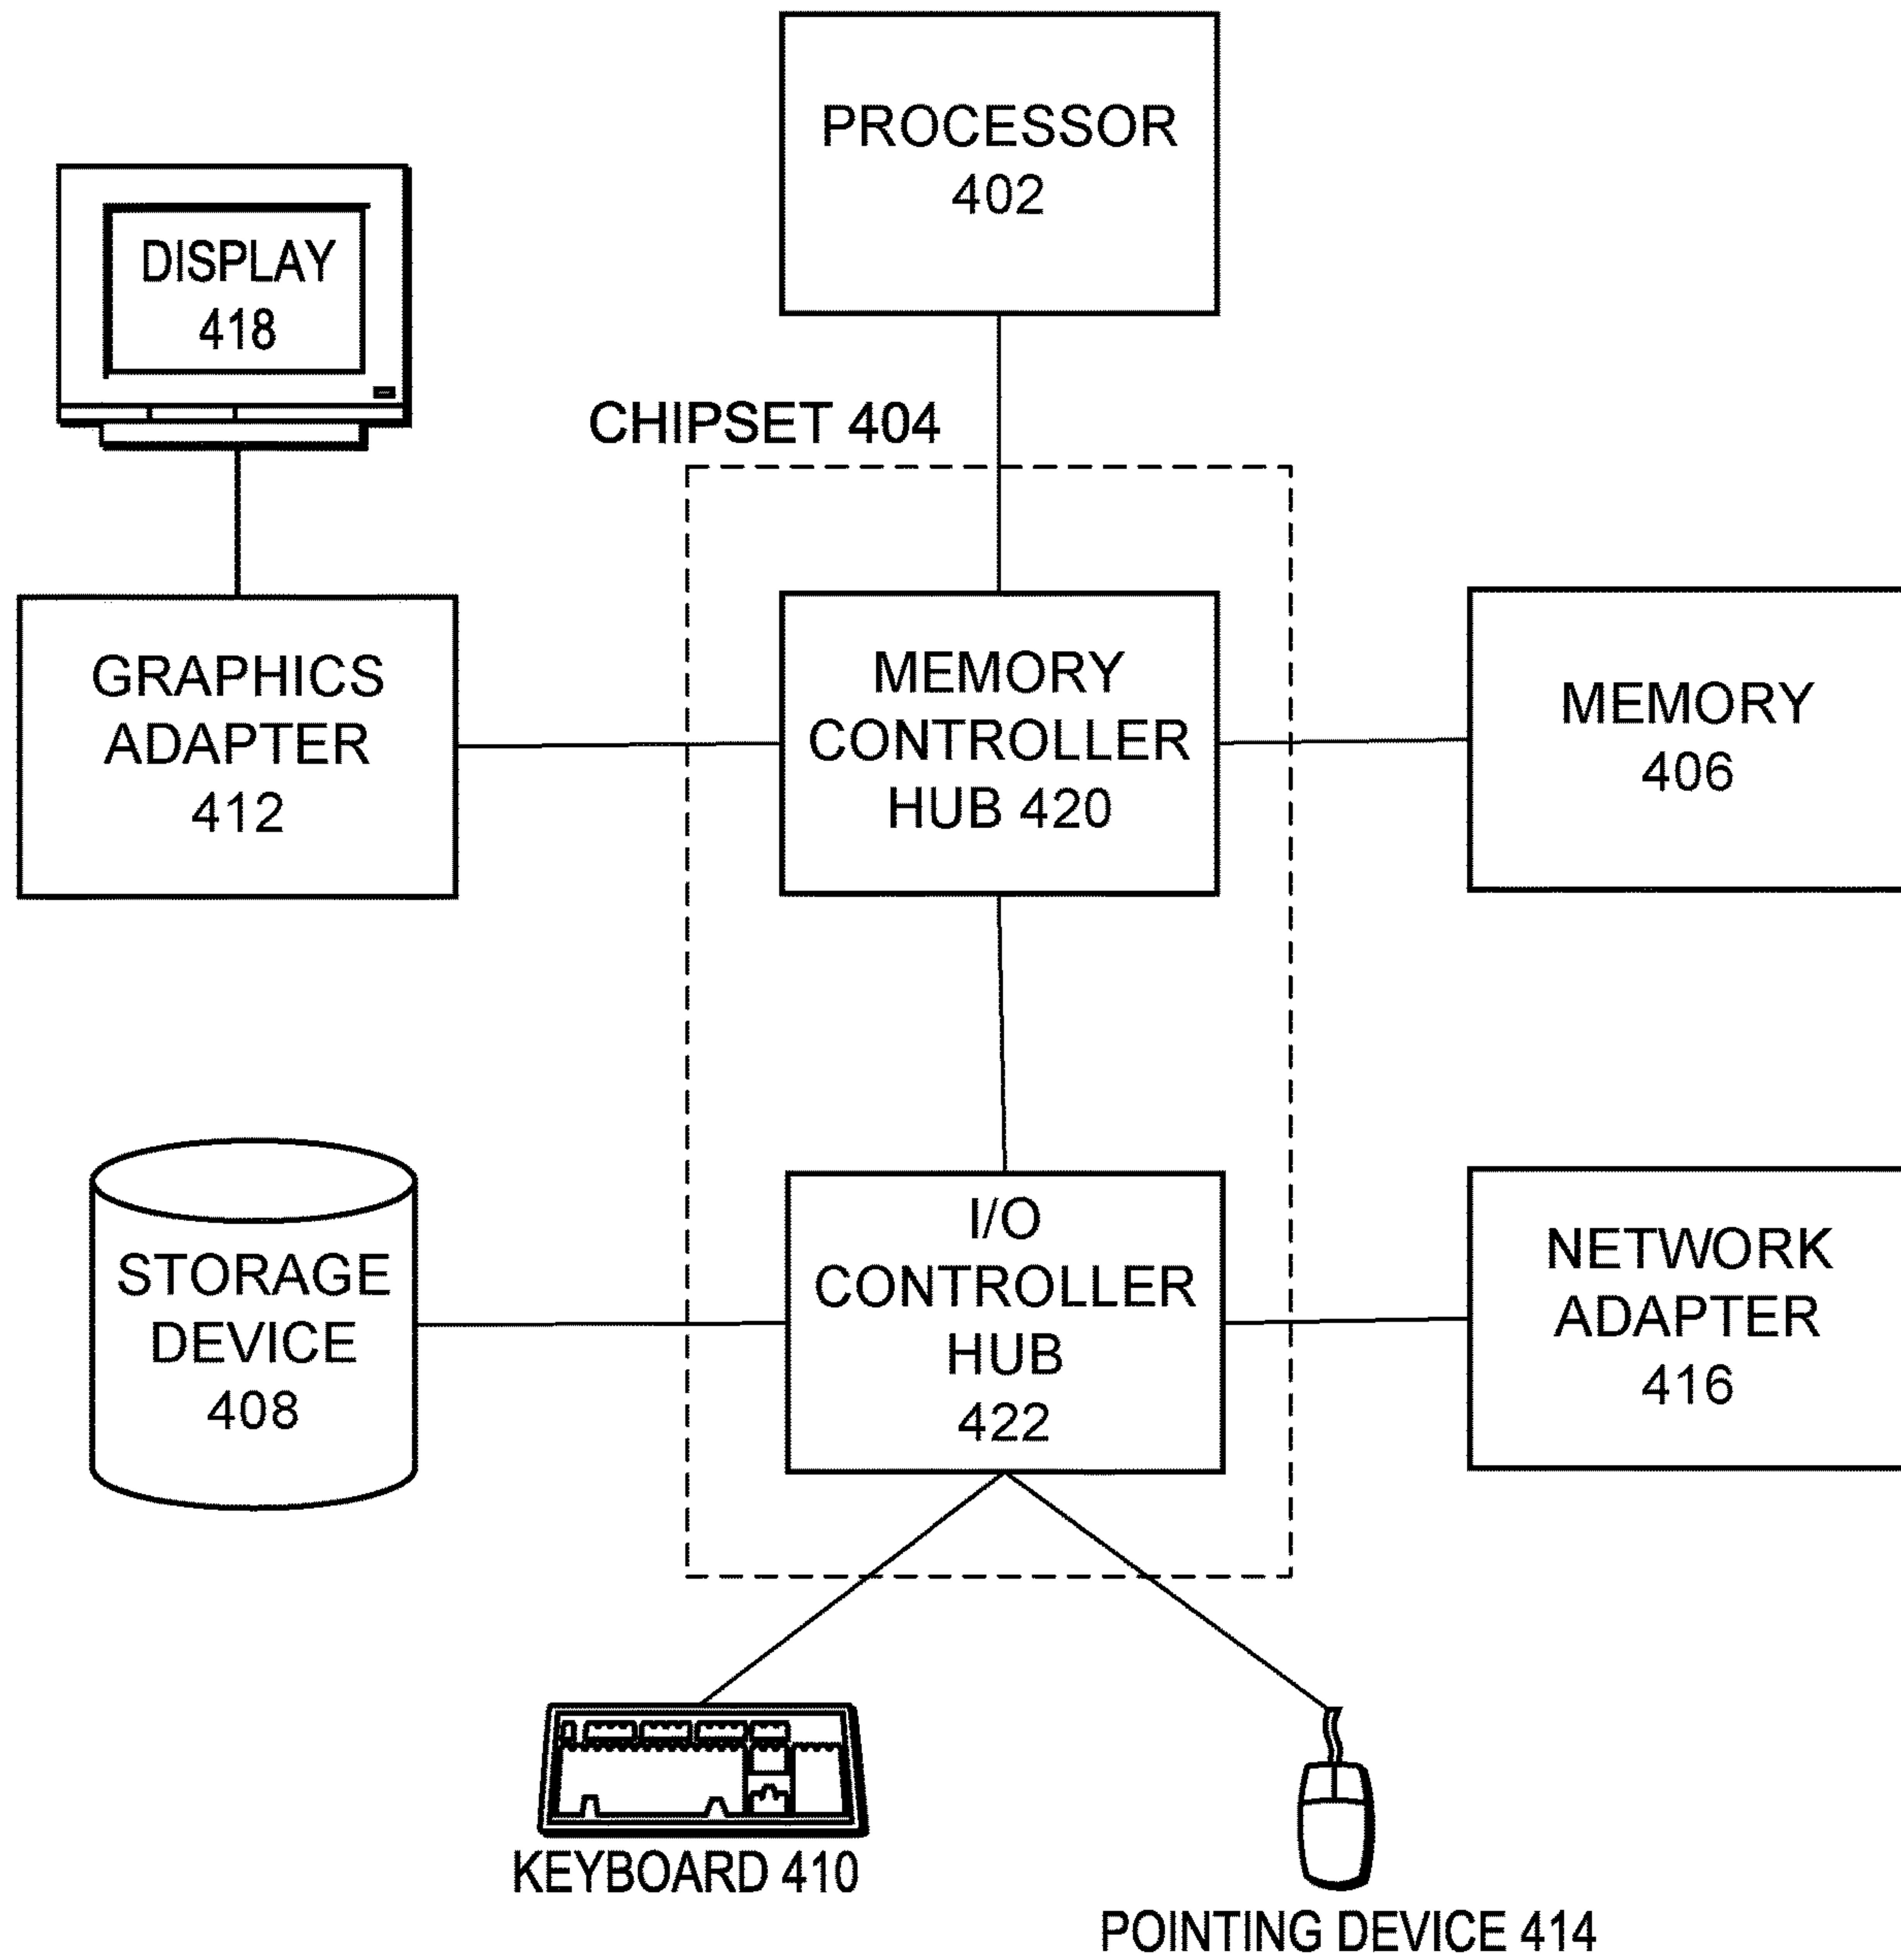 PROCESSOR
402
DISPLAY
418
CHIPSET 404
GRAPHICS
ADAPTER
412
MEMORY
CONTROLLER
HUB 420
MEMORY
406
STORAGE
DEVICE
408
I/O
CONTROLLER
HUB
422
NETWORK
ADAPTER
416
KEYBOARD 410
POINTING DEVICE 414